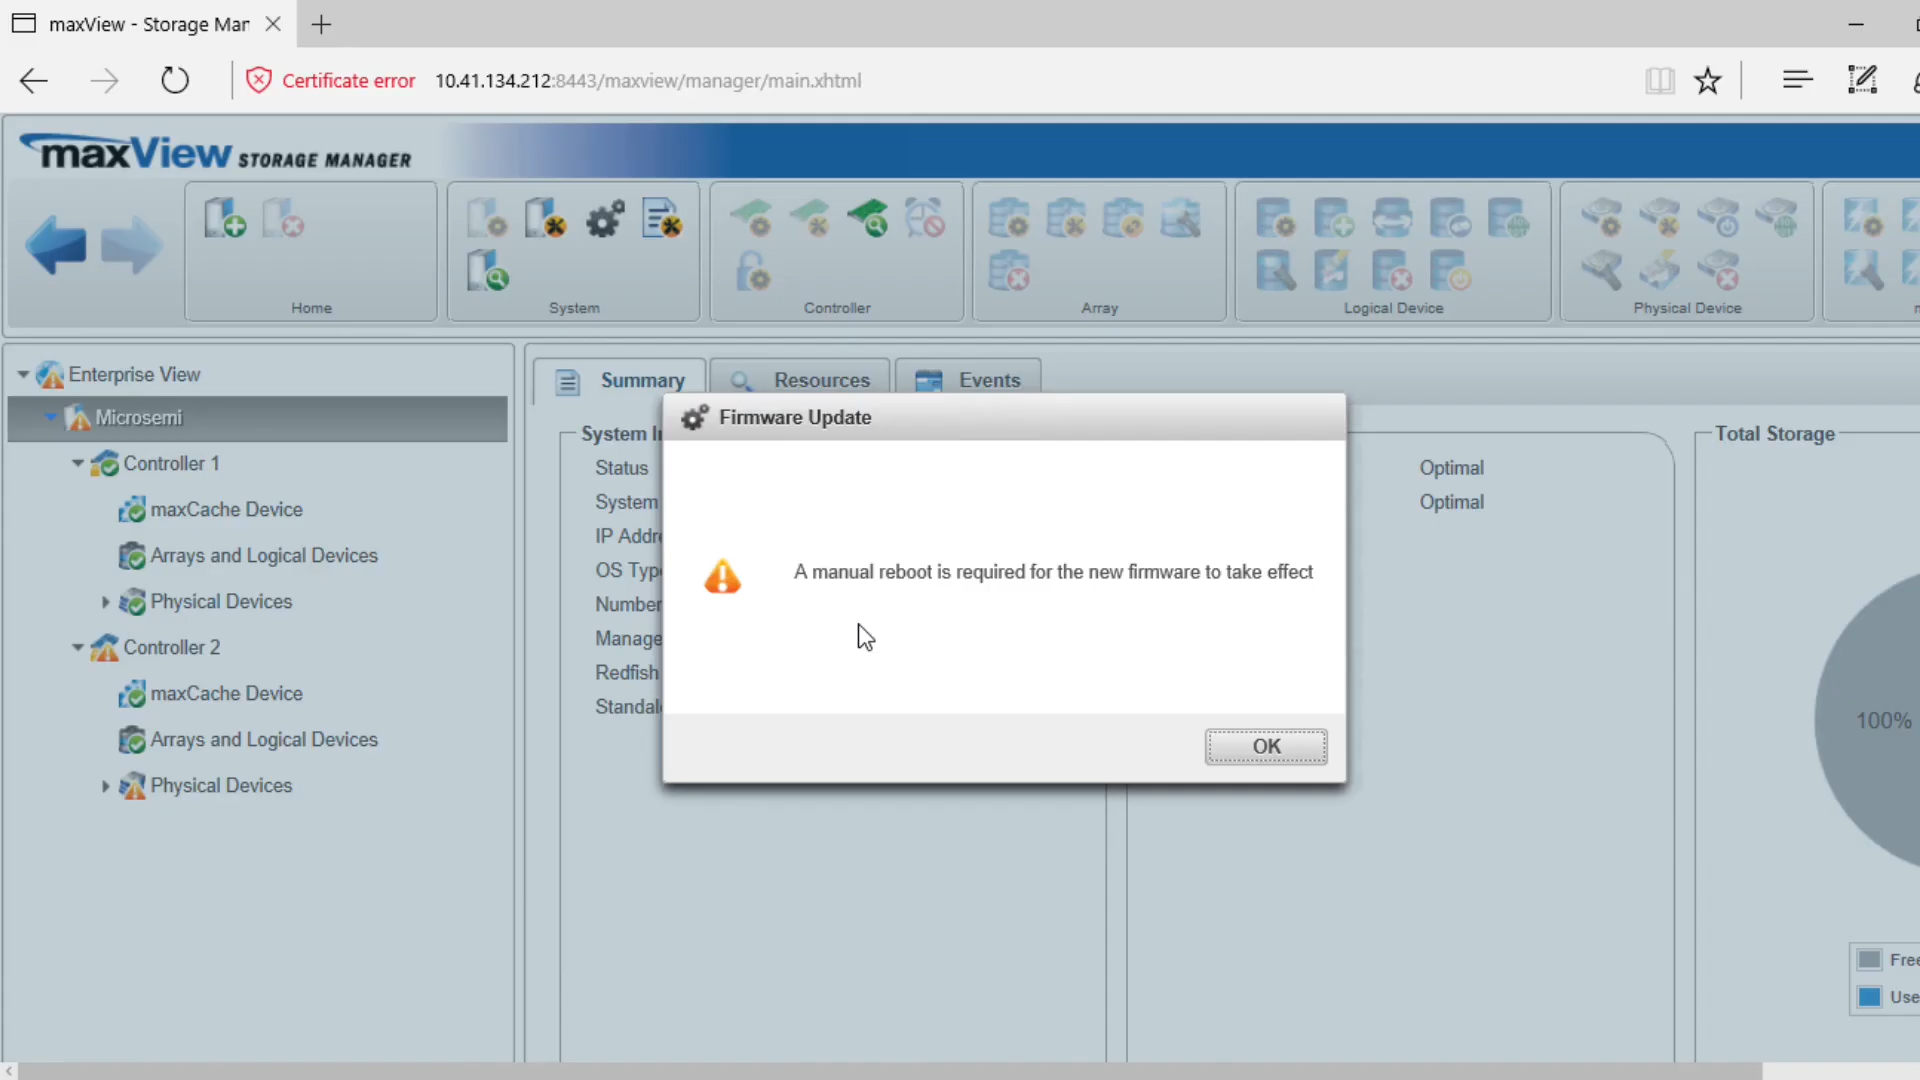 maxView - Storage Mar
Certificate error
10.41.134.212:8443/maxview/manager/main.xhtml
maxView STORAGE MANAGER
Home
System
Controller
Array
Logical Device
Physical Device
Enterprise View
Microsemi
Controller 1
maxCache Device
Arrays and Logical Devices
Physical Devices
Controller 2
maxCache Device
Arrays and Logical Devices
Physical Devices
Summary
Resources
Events
System I
Status
System
IP Addr
OS Typ
Number
Manage
Redfish
Standal
Firmware Update
A manual reboot is required for the new firmware to take effect
OK
Optimal
Optimal
Total Storage
100%
Free
Use